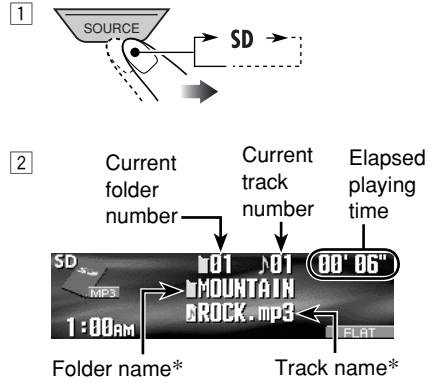 1
SOURCE
SD
2
Current folder number
Current track number
Elapsed playing time
SD
01
01
00' 06"
MP3
MOUNTAIN
ROCK.mp3
1:00AM
FLAT
Folder name*
Track name*